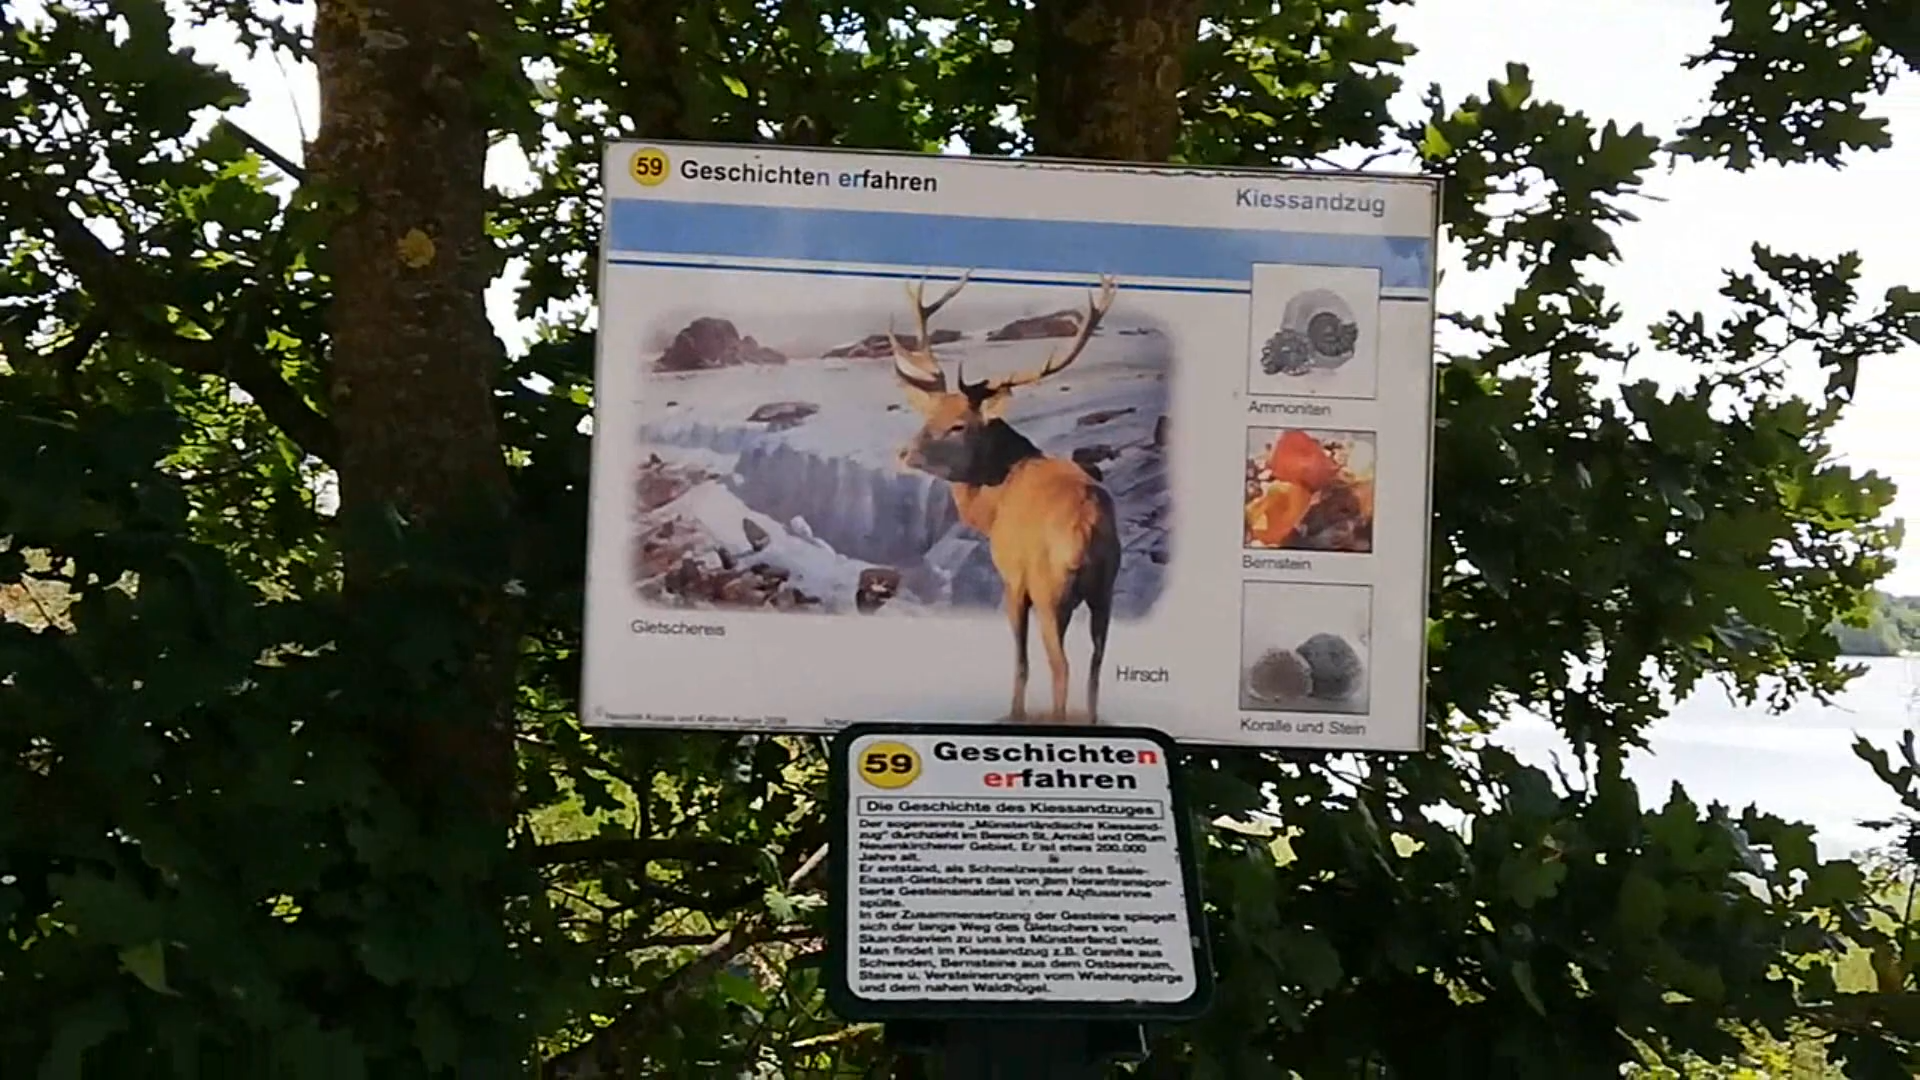 59 Geschichten erfahren
Kiessandzug
Ammoniten
Bernstein
Gletschereis
Hirsch
Koralle und Stein
59 Geschichten
erfahren
Die Geschichte des Kiessandzuges
Der sogenannte „Münsterländische Kiessand-
zug" durchzieht im Bereich St. Arnold und Offlum
Neuenkirchener Gebiet. Er ist etwa 200.000
Jahre alt.
Er entstand, als Schmelzwasser des Saale-
Eiszeit-Gletschers das von ihm herantranspor-
tierte Gesteinsmaterial in eine Abflussrinne
spülte.
In der Zusammensetzung der Gesteine spiegelt
sich der lange Weg des Gletschers von
Skandinavien zu uns ins Münsterland wider.
Man findet im Kiessandzug z.B. Granite aus
Schweden, Bernsteine aus dem Ostseeraum,
Steine u. Versteinerungen vom Wiehengebirge
und dem nahen Waldhügel.